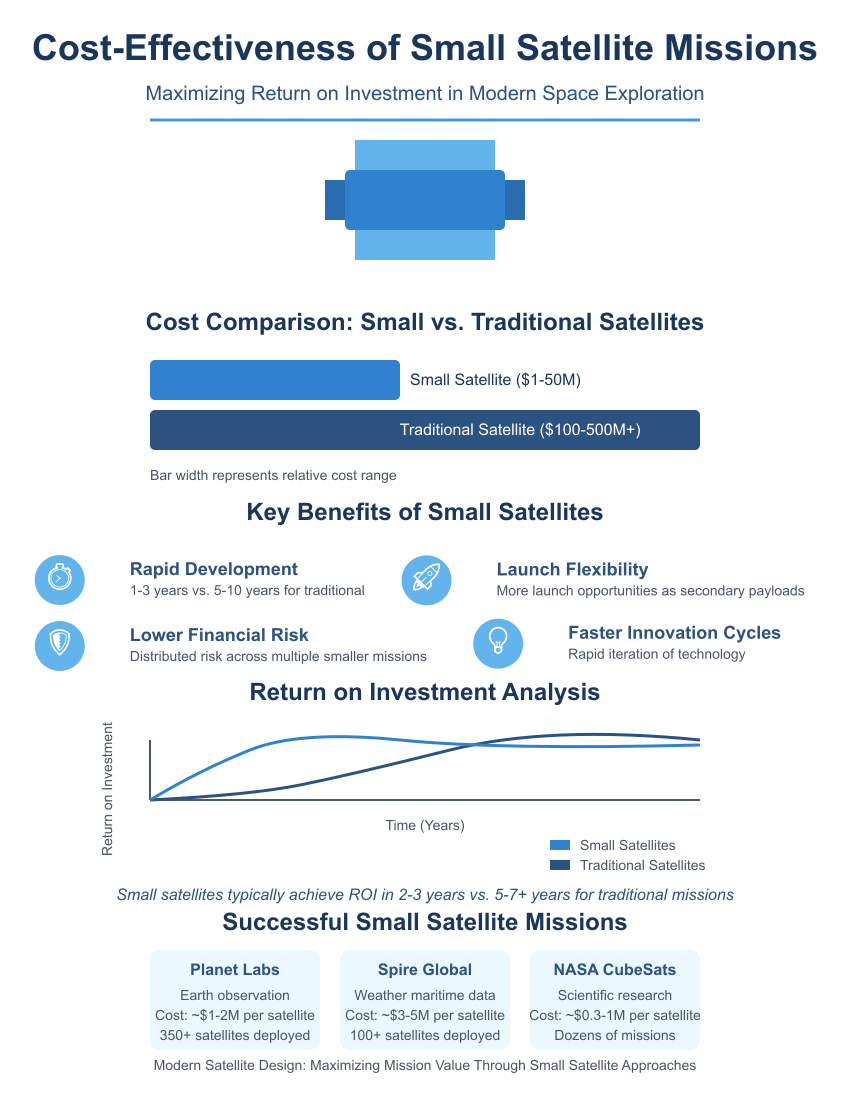 Cost-Effectiveness of Small Satellite Missions
Maximizing Return on Investment in Modern Space Exploration
Cost Comparison: Small vs. Traditional Satellites
Small Satellite ($1-50M)
Traditional Satellite ($100-500M+)
Bar width represents relative cost range
Key Benefits of Small Satellites
Rapid Development
1-3 years vs. 5-10 years for traditional
Launch Flexibility
More launch opportunities as secondary payloads
Lower Financial Risk
Distributed risk across multiple smaller missions
Faster Innovation Cycles
Rapid iteration of technology
Return on Investment Analysis
Return on Investment
Time (Years)
Small Satellites
Traditional Satellites
Small satellites typically achieve ROI in 2-3 years vs. 5-7+ years for traditional missions
Successful Small Satellite Missions
Planet Labs
Earth observation
Cost: ~$1-2M per satellite
350+ satellites deployed
Spire Global
Weather maritime data
Cost: ~$3-5M per satellite
100+ satellites deployed
NASA CubeSats
Scientific research
Cost: ~$0.3-1M per satellite
Dozens of missions
Modern Satellite Design: Maximizing Mission Value Through Small Satellite Approaches